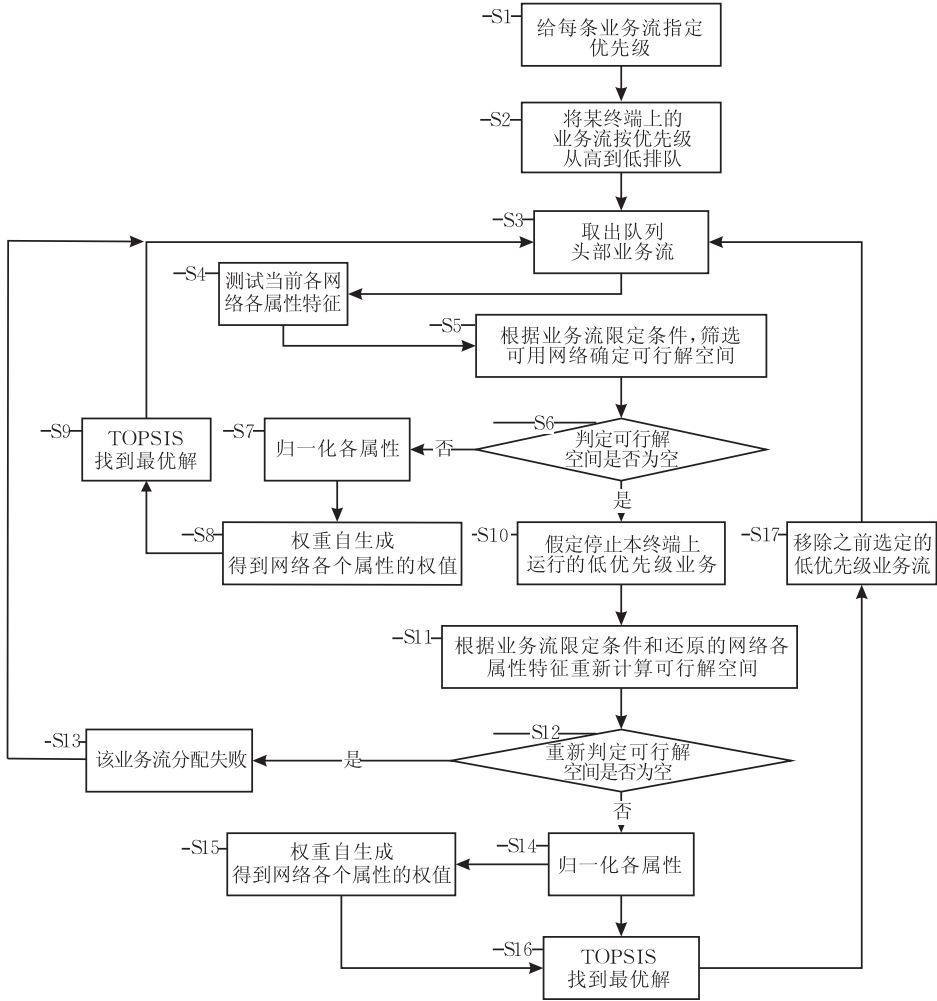 S1
给每条业务流指定
优先级
S2
将某终端上的
业务流按优先级
从高到低排队
S3
取出队列
头部业务流
S4
测试当前各网
络各属性特征
S5
根据业务流限定条件,筛选
可用网络确定可行解空间
S6
判定可行解
空间是否为空
否
是
S7
归一化各属性
S8
权重自生成
得到网络各个属性的权值
S9
TOPSIS
找到最优解
S10
假定停止本终端上
运行的低优先级业务
S11
根据业务流限定条件和还原的网络各
属性特征重新计算可行解空间
S12
重新判定可行解
空间是否为空
是
否
S13
该业务流分配失败
S14
归一化各属性
S15
权重自生成
得到网络各个属性的权值
S16
TOPSIS
找到最优解
S17
移除之前选定的
低优先级业务流